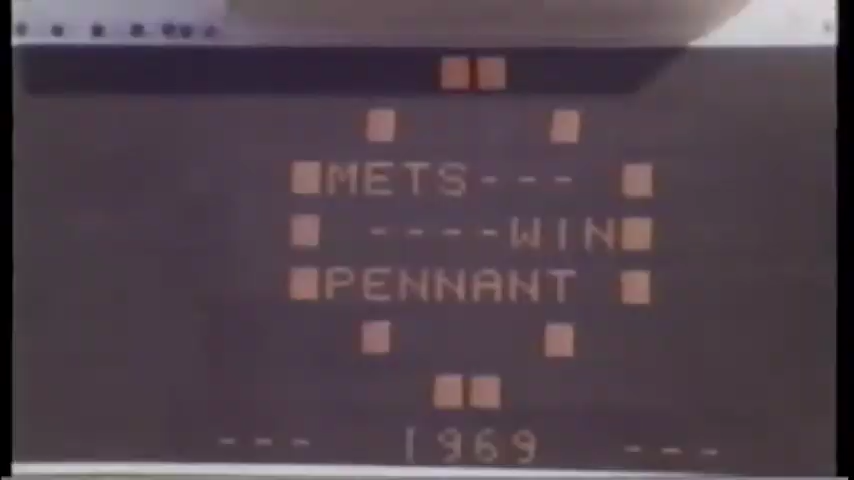 METS---
----WIN
PENNANT
--- 1969 ---